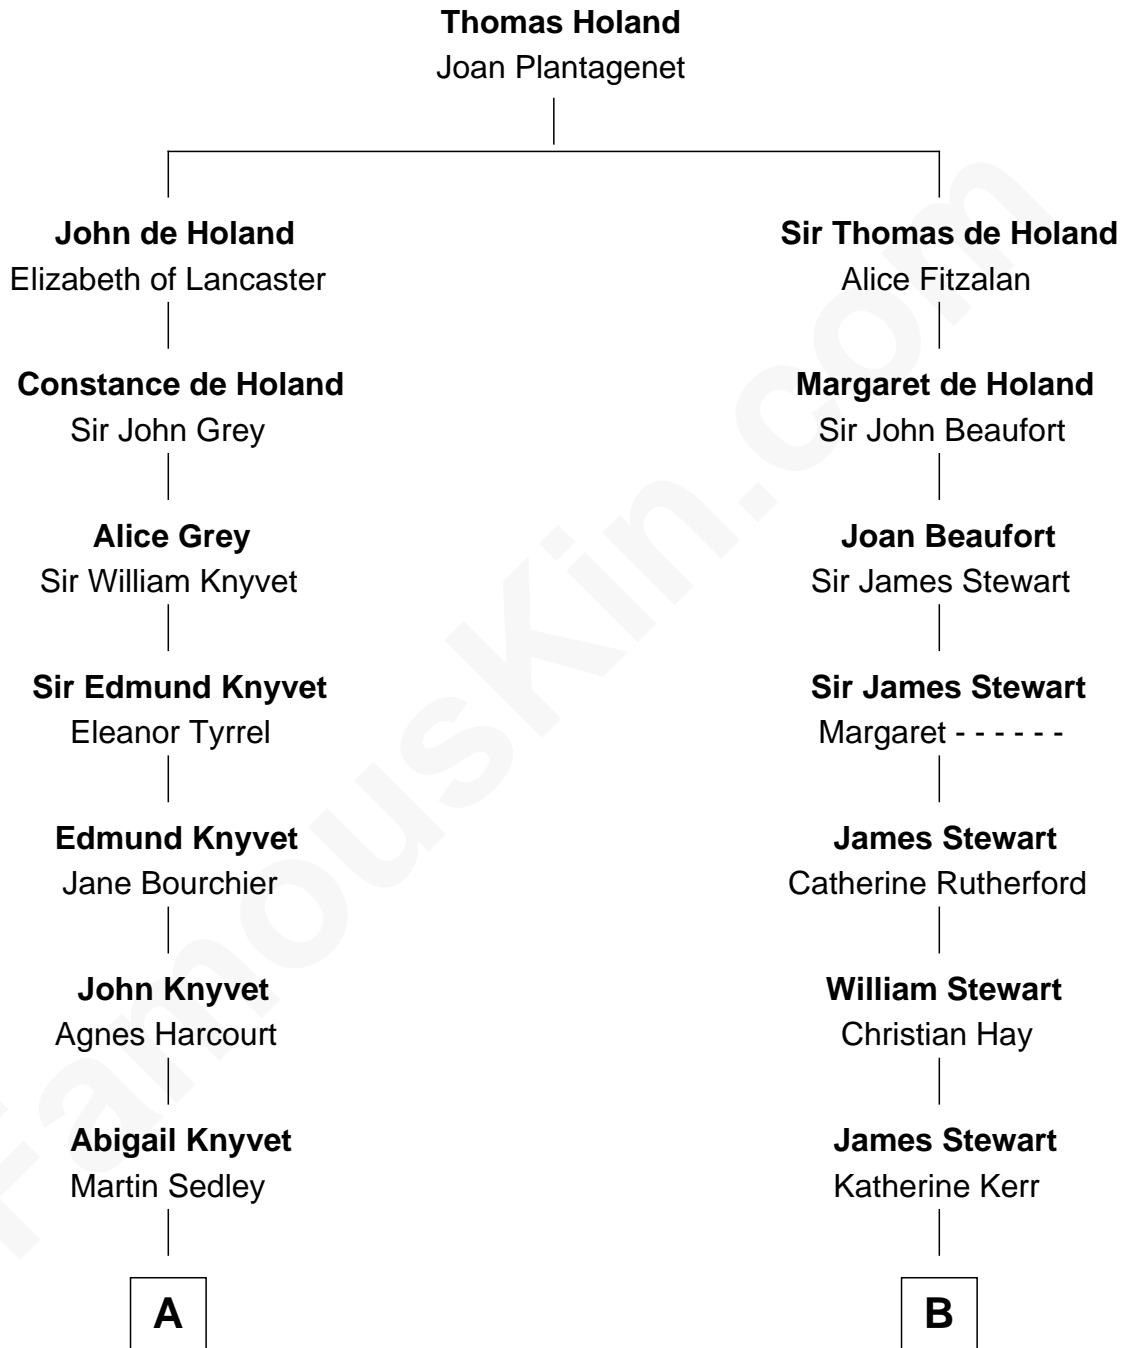 Thomas Holand
Joan Plantagenet
John de Holand
Elizabeth of Lancaster
Sir Thomas de Holand
Alice Fitzalan
Constance de Holand
Sir John Grey
Margaret de Holand
Sir John Beaufort
Alice Grey
Sir William Knyvet
Joan Beaufort
Sir James Stewart
Sir Edmund Knyvet
Eleanor Tyrrel
Sir James Stewart
Margaret - - - - - -
Edmund Knyvet
Jane Bourchier
James Stewart
Catherine Rutherford
John Knyvet
Agnes Harcourt
William Stewart
Christian Hay
Abigail Knyvet
Martin Sedley
James Stewart
Katherine Kerr
A
B
FamousKin.com